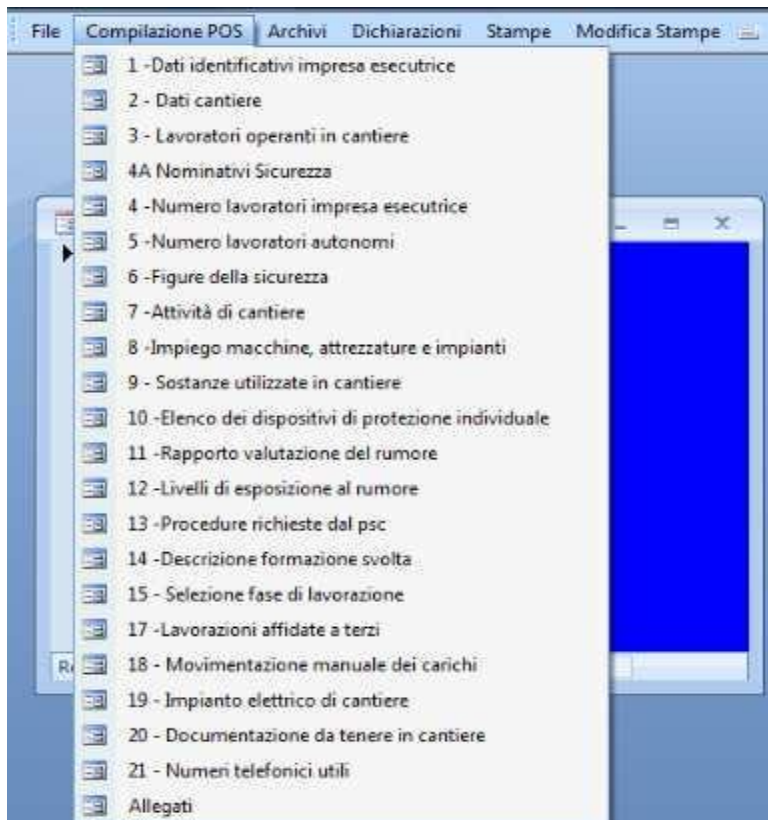 File Compilazione POS Archivi Dichiarazioni Stampe Modifica Stampe
1 -Dati identificativi impresa esecutrice
2 - Dati cantiere
3 - Lavoratori operanti in cantiere
4A Nominativi Sicurezza
4 -Numero lavoratori impresa esecutrice
5 -Numero lavoratori autonomi
6 -Figure della sicurezza
7 -Attività di cantiere
8 -Impiego macchine, attrezzature e impianti
9 - Sostanze utilizzate in cantiere
10 -Elenco dei dispositivi di protezione individuale
11 -Rapporto valutazione del rumore
12 -Livelli di esposizione al rumore
13 -Procedure richieste dal psc
14 -Descrizione formazione svolta
15 - Selezione fase di lavorazione
17 -Lavorazioni affidate a terzi
18 - Movimentazione manuale dei carichi
19 - Impianto elettrico di cantiere
20 - Documentazione da tenere in cantiere
21 - Numeri telefonici utili
Allegati